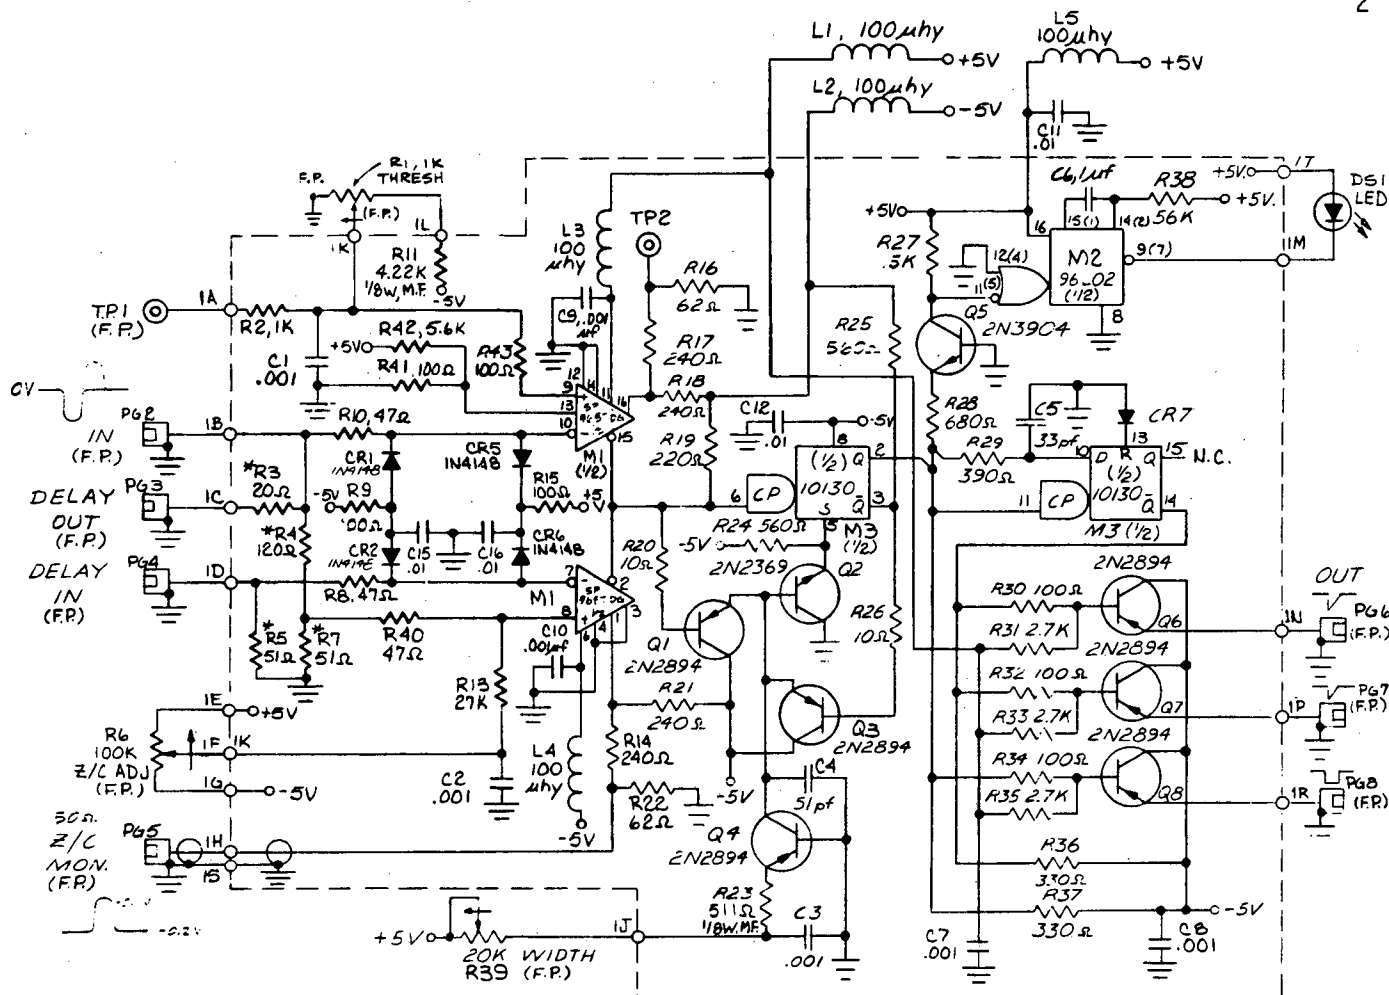 2
L1, 100µhy
+5V
L2, 100µhy
-5V
L5
100µhy
+5V
C11
.01
R1, 1K
THRESH
F.P.
(F.P.)
1K
1L
R11
4.22K
1/8W, M.F.
-5V
L3
100
µhy
TP2
R16
62Ω
R17
240Ω
R18
240Ω
R19
220Ω
C9, .001
µf
+5V
R27
C6, 1µf
15(1)
14(2)
R38
56K
+5V.
+5V.
1T
DS1
LED
1M
16
M2
(1/2)
9(7)
8
12(4)
11(5)
Q5
2N3904
TP.1
(F.P.)
1A
R2, 1K
C1
.001
R42, 5.6K
+5V
R41, 100Ω
R43
100Ω
12
9
13
10
11
16
15
M1
(1/2)
R25
R28
680Ω
R29
390Ω
C5
33pf
CR7
0V
PG2
IN
(F.P.)
1B
R10, 47Ω
CR1
1N4148
CR5
1N4148
R15
100Ω
+5V
C12
.01
-5V
8
(1/2)
10130
S
Q
Q̄
2
3
5
6
CP
M3
(1/2)
13
D
R
Q
15
N.C.
(1/2)
10130
Q̄
14
11
CP
M3 (1/2)
DELAY
OUT
(F.P.)
PG3
1C
*R3
20Ω
*R4
120Ω
-5V
R9
CR2
C15
.01
C16
.01
CR6
1N4148
DELAY
IN
(F.P.)
PG4
1D
R8, 47Ω
7
8
M1
2
1
3
4
6
*R5
51Ω
*R7
51Ω
R40
47Ω
C10
.001µf
R20
10Ω
R24 560Ω
-5V
2N2369
Q2
Q1
2N2894
R21
240Ω
R26
10Ω
Q3
2N2894
-5V
2N2894
R30 100Ω
R31 2.7K
Q6
2N2894
R32 100Ω
R33 2.7K
Q7
2N2894
R34 100Ω
R35 2.7K
Q8
OUT
PG6
(F.P.)
1N
PG7
(F.P.)
1P
PG8
(F.P.)
1R
R13
27K
1E
+5V
R6
100K
Z/C ADJ
(F.P.)
1F
1K
1G
-5V
C2
.001
L4
100
µhy
-5V
R14
240Ω
R22
62Ω
C4
51pf
Q4
2N2894
R23
511Ω
1/8W. M.F.
50Ω
Z/C
MON.
(F.P.)
PG5
1H
1S
-0.2V
+5V
20K
R39
WIDTH
(F.P.)
1J
C3
.001
R36
330Ω
R37
330Ω
-5V
C7
.001
C8
.001